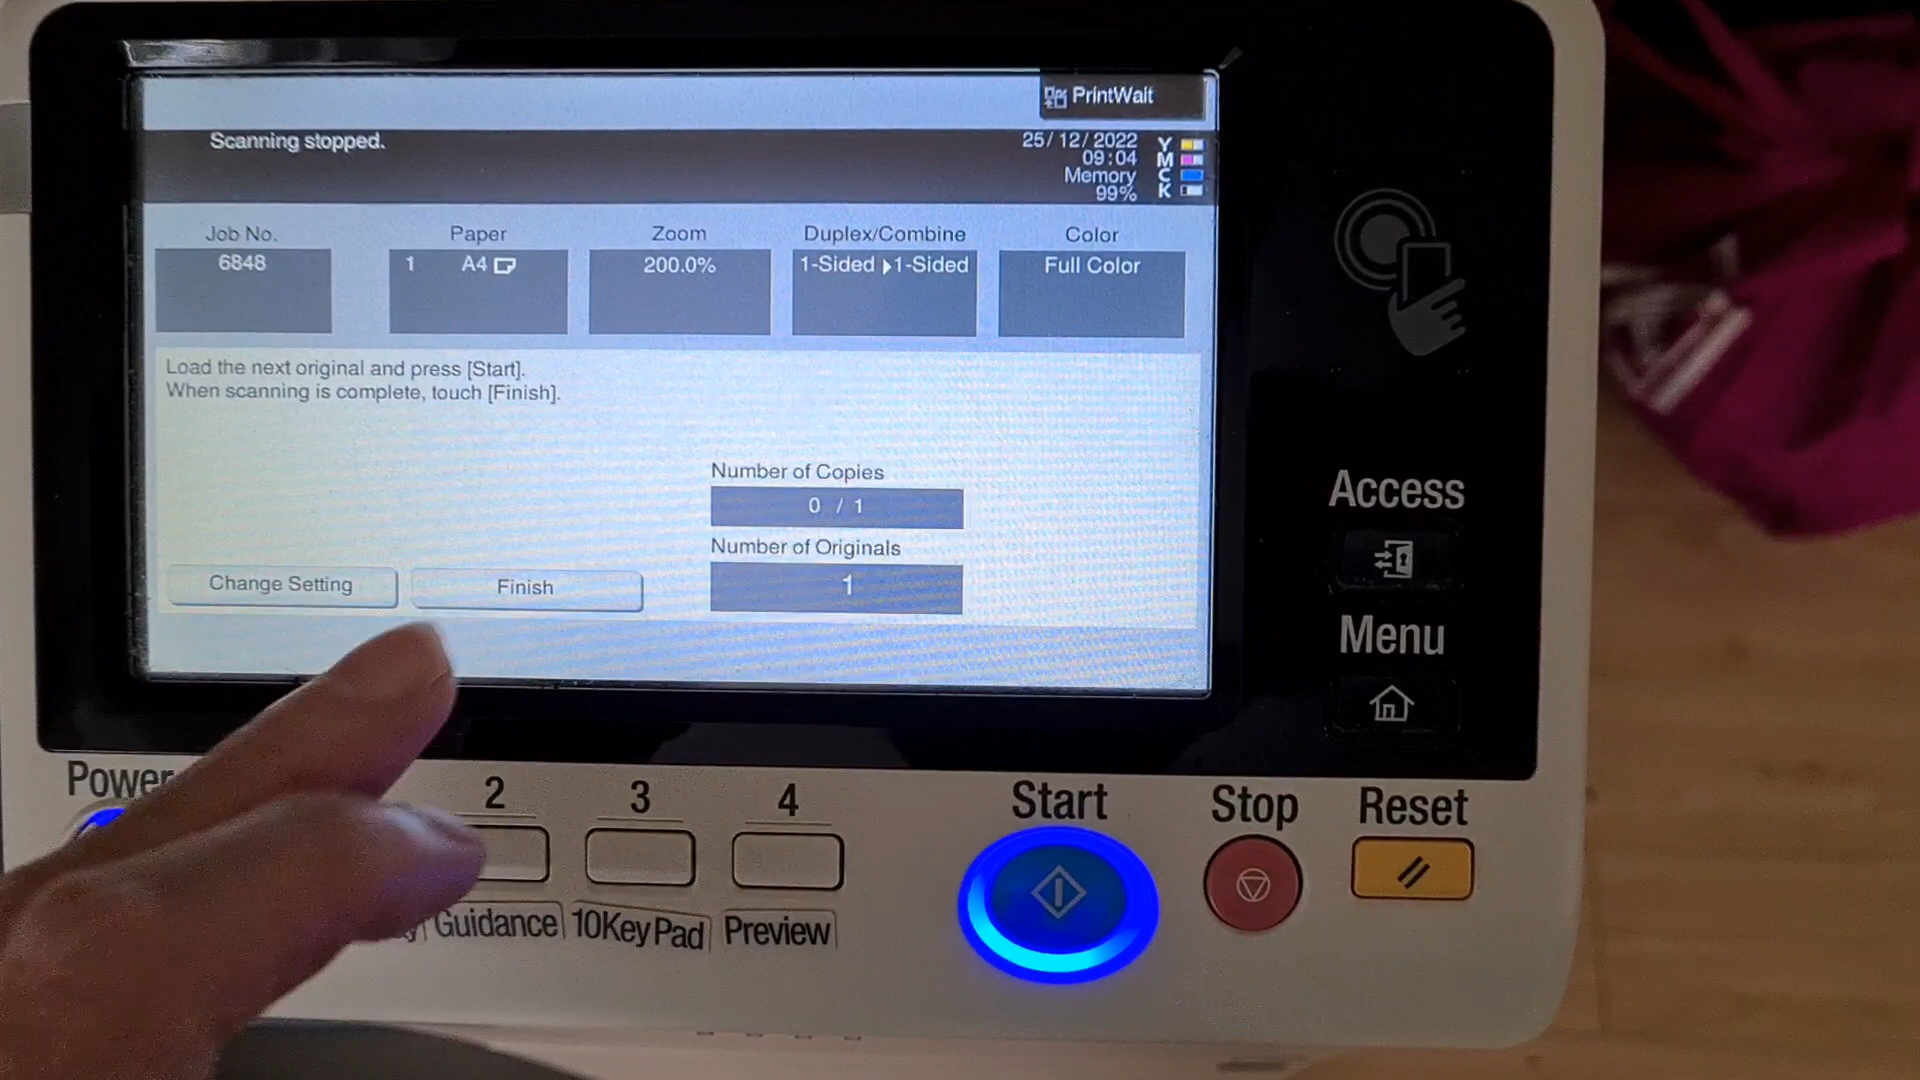 PrintWait
Scanning stopped.
25/12/2022
09:04
Memory
99%
Y
M
C
K
Job No.
6848
Paper
1 A4
Zoom
200.0%
Duplex/Combine
1-Sided ▶1-Sided
Color
Full Color
Load the next original and press [Start].
When scanning is complete, touch [Finish].
Number of Copies
0 / 1
Number of Originals
1
Change Setting
Finish
Access
Menu
Power
2
3
4
Start
Stop
Reset
Guidance
10Key Pad
Preview